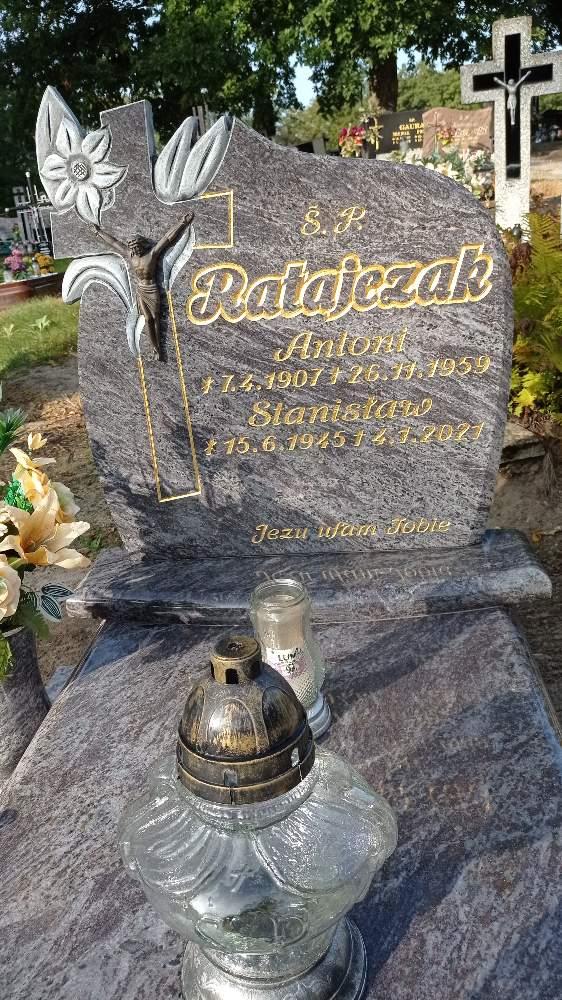 Ś. P.
Ratajczak
Antoni
* 7.4.1907 † 26.11.1959
Stanisław
* 15.6.1945 † 4.1.2021
Jezu ufam Tobie